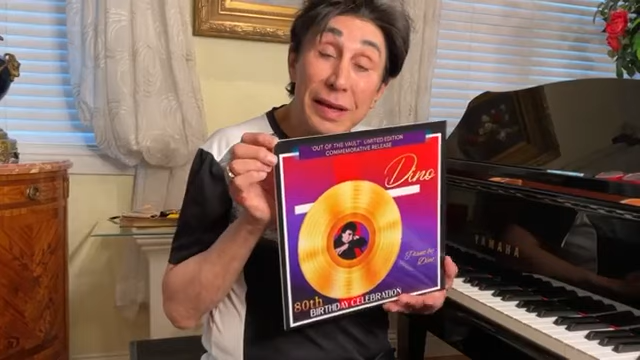 'OUT OF THE VAULT' LIMITED EDITION
COMMEMORATIVE RELEASE
Dino
Piano by
Dino
80th
BIRTHDAY CELEBRATION
YAMAHA